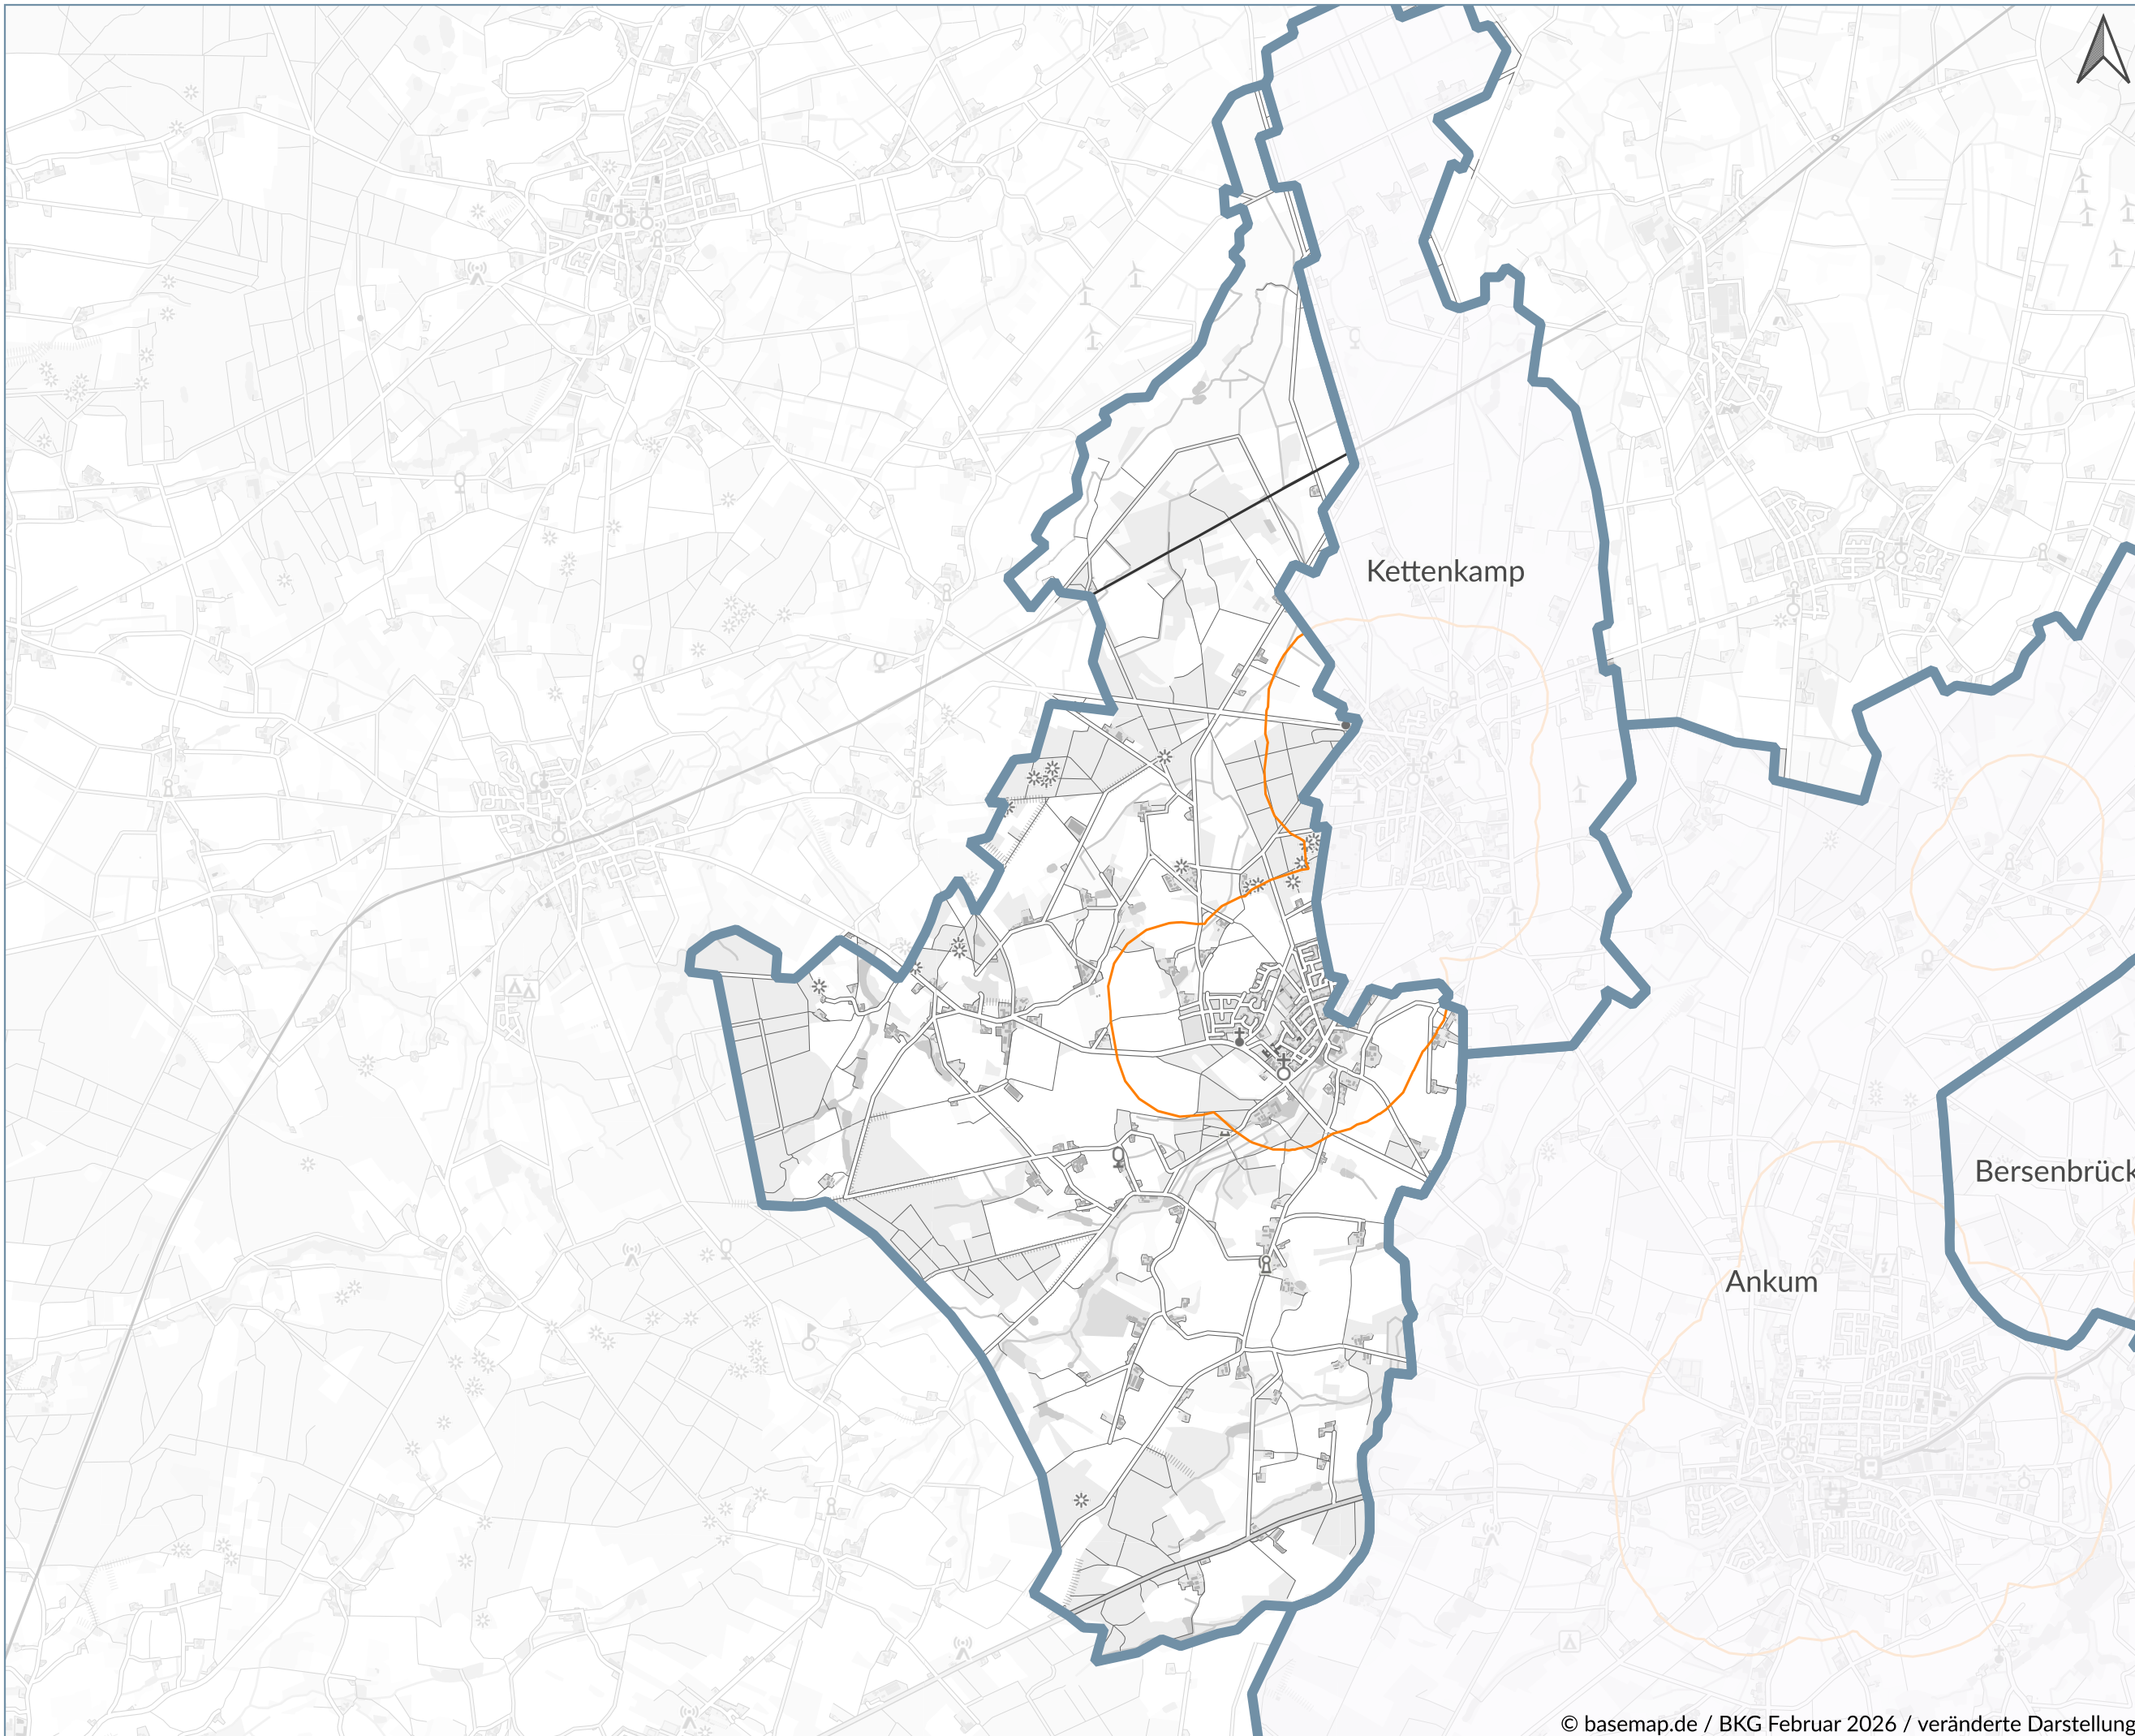 Kettenkamp
Bersenbrück
Ankum
© basemap.de / BKG Februar 2026 / veränderte Darstellung